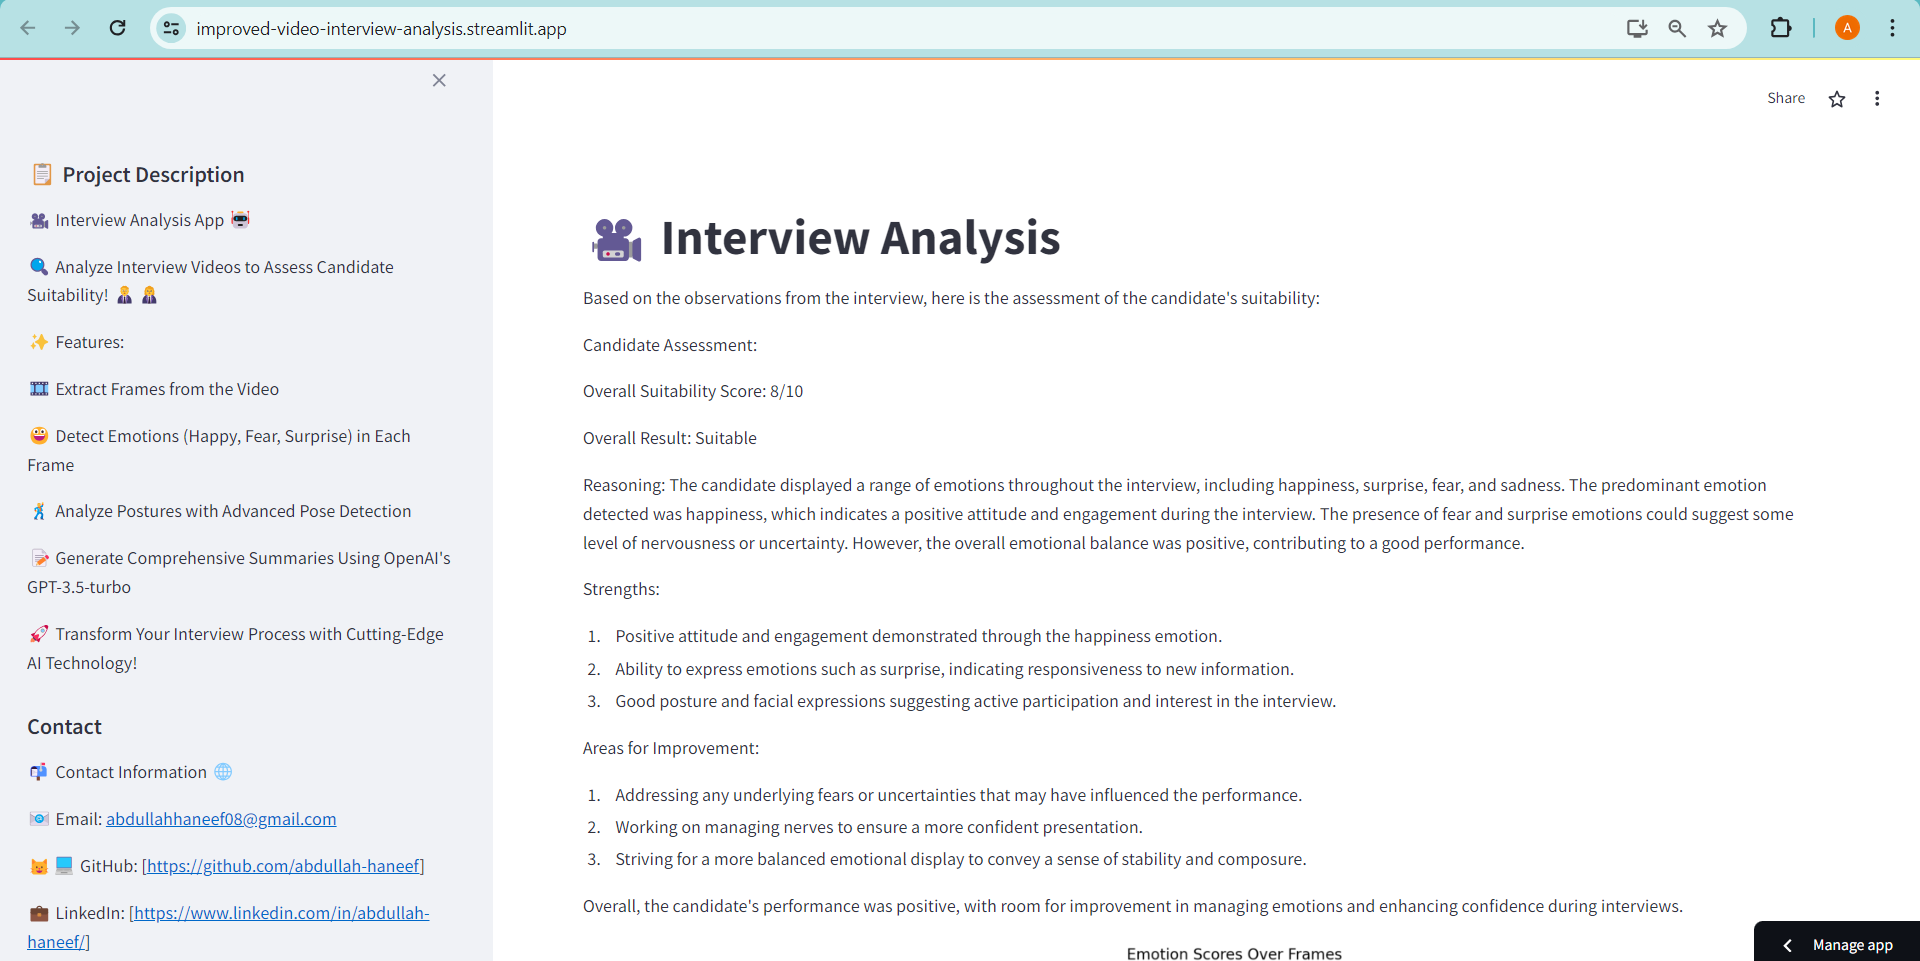 improved-video-interview-analysis.streamlit.app
A
Share
Project Description
Interview Analysis App
Analyze Interview Videos to Assess Candidate
Suitability!
Features:
Extract Frames from the Video
Detect Emotions (Happy, Fear, Surprise) in Each
Frame
Analyze Postures with Advanced Pose Detection
Generate Comprehensive Summaries Using OpenAI's
GPT-3.5-turbo
Transform Your Interview Process with Cutting-Edge
AI Technology!
Contact
Contact Information
Email: abdullahhaneef08@gmail.com
GitHub: [https://github.com/abdullah-haneef]
LinkedIn: [https://www.linkedin.com/in/abdullah-
haneef/]
Interview Analysis
Based on the observations from the interview, here is the assessment of the candidate's suitability:
Candidate Assessment:
Overall Suitability Score: 8/10
Overall Result: Suitable
Reasoning: The candidate displayed a range of emotions throughout the interview, including happiness, surprise, fear, and sadness. The predominant emotion
detected was happiness, which indicates a positive attitude and engagement during the interview. The presence of fear and surprise emotions could suggest some
level of nervousness or uncertainty. However, the overall emotional balance was positive, contributing to a good performance.
Strengths:
1. Positive attitude and engagement demonstrated through the happiness emotion.
2. Ability to express emotions such as surprise, indicating responsiveness to new information.
3. Good posture and facial expressions suggesting active participation and interest in the interview.
Areas for Improvement:
1. Addressing any underlying fears or uncertainties that may have influenced the performance.
2. Working on managing nerves to ensure a more confident presentation.
3. Striving for a more balanced emotional display to convey a sense of stability and composure.
Overall, the candidate's performance was positive, with room for improvement in managing emotions and enhancing confidence during interviews.
Emotion Scores Over Frames
Manage app